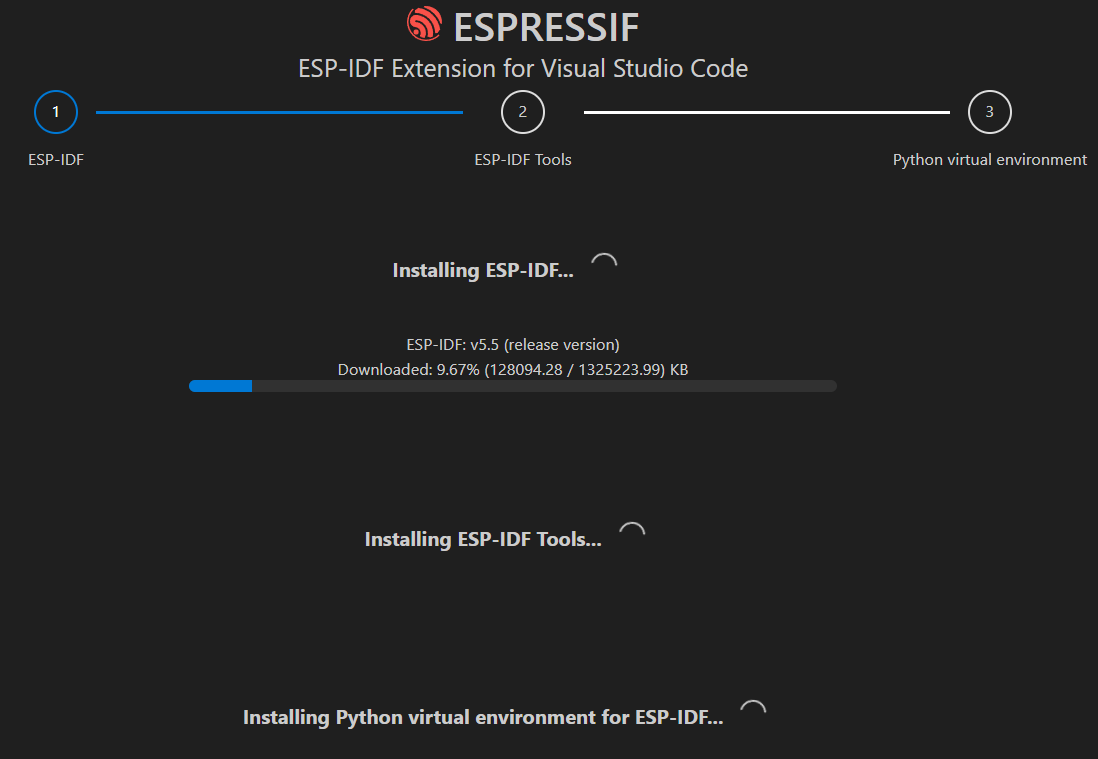 ESPRESSIF
ESP-IDF Extension for Visual Studio Code
1
2
3
ESP-IDF
ESP-IDF Tools
Python virtual environment
Installing ESP-IDF...
ESP-IDF: v5.5 (release version)
Downloaded: 9.67% (128094.28 / 1325223.99) KB
Installing ESP-IDF Tools...
Installing Python virtual environment for ESP-IDF...